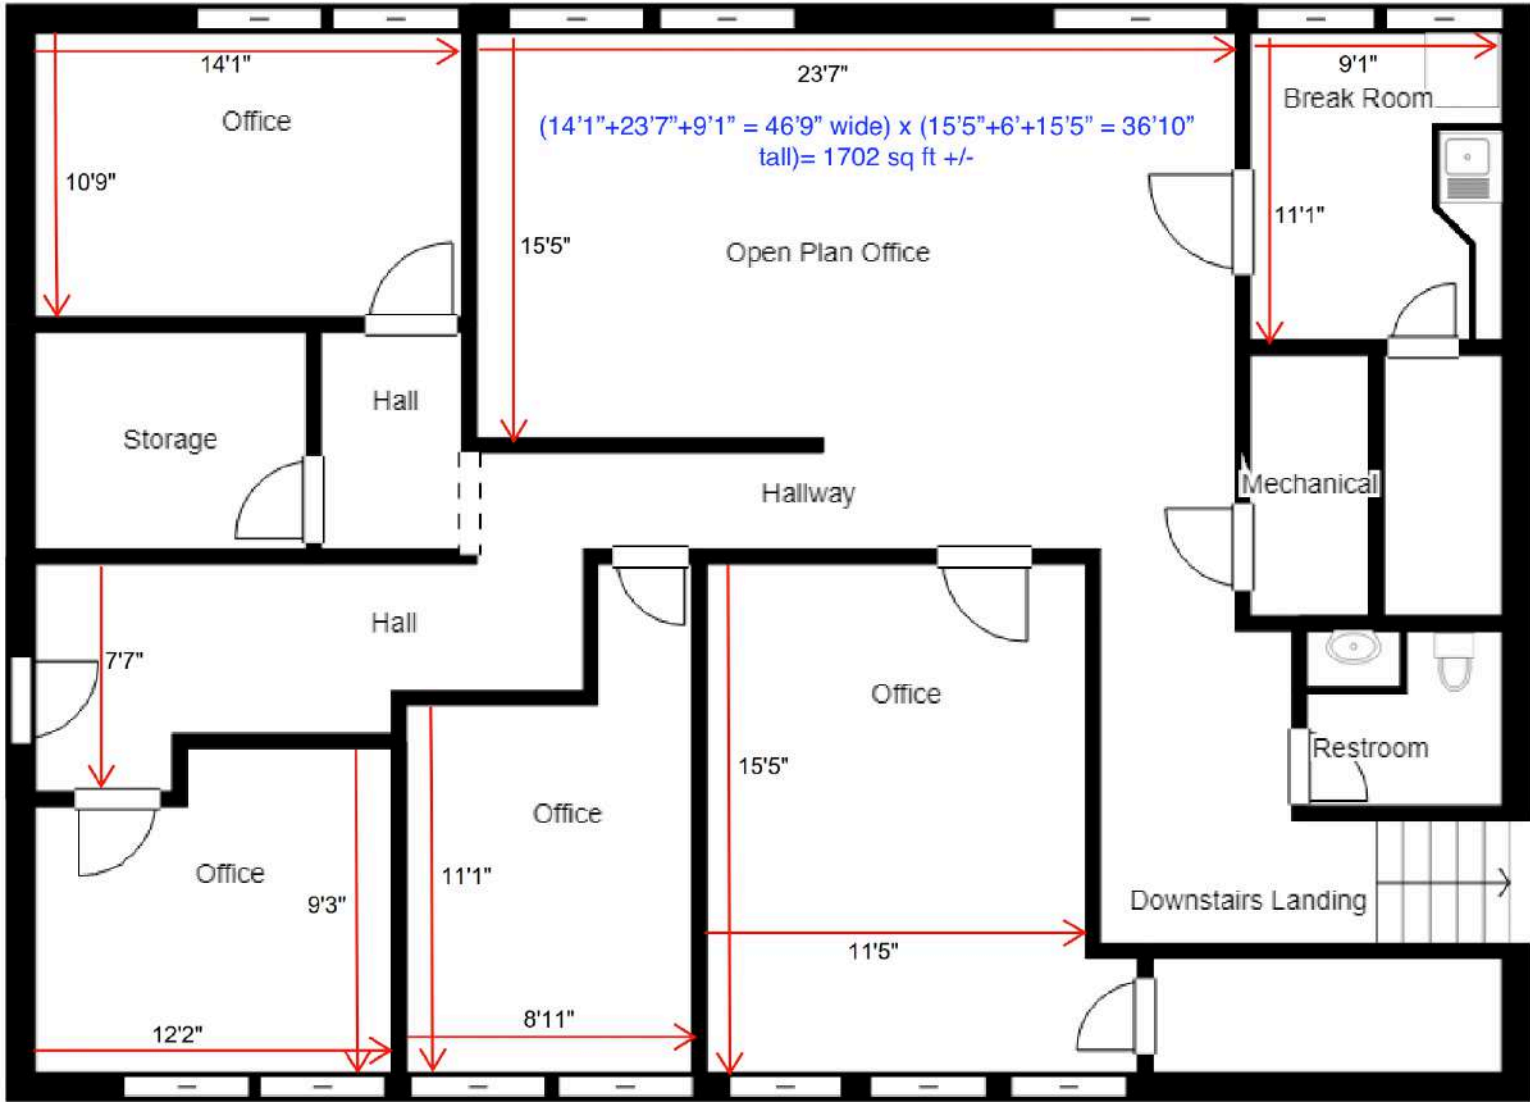 14'1"
23'7"
9'1"
Office
Break Room
(14’1”+23’7”+9’1” = 46’9” wide) x (15’5”+6’+15’5” = 36’10”
tall)= 1702 sq ft +/-
10'9"
11'1"
15'5"
Open Plan Office
Hall
Storage
Mechanical
Hallway
Hall
7'7"
Office
Restroom
15'5"
Office
Office
11'1"
9'3"
Downstairs Landing
11'5"
8'11"
12'2"